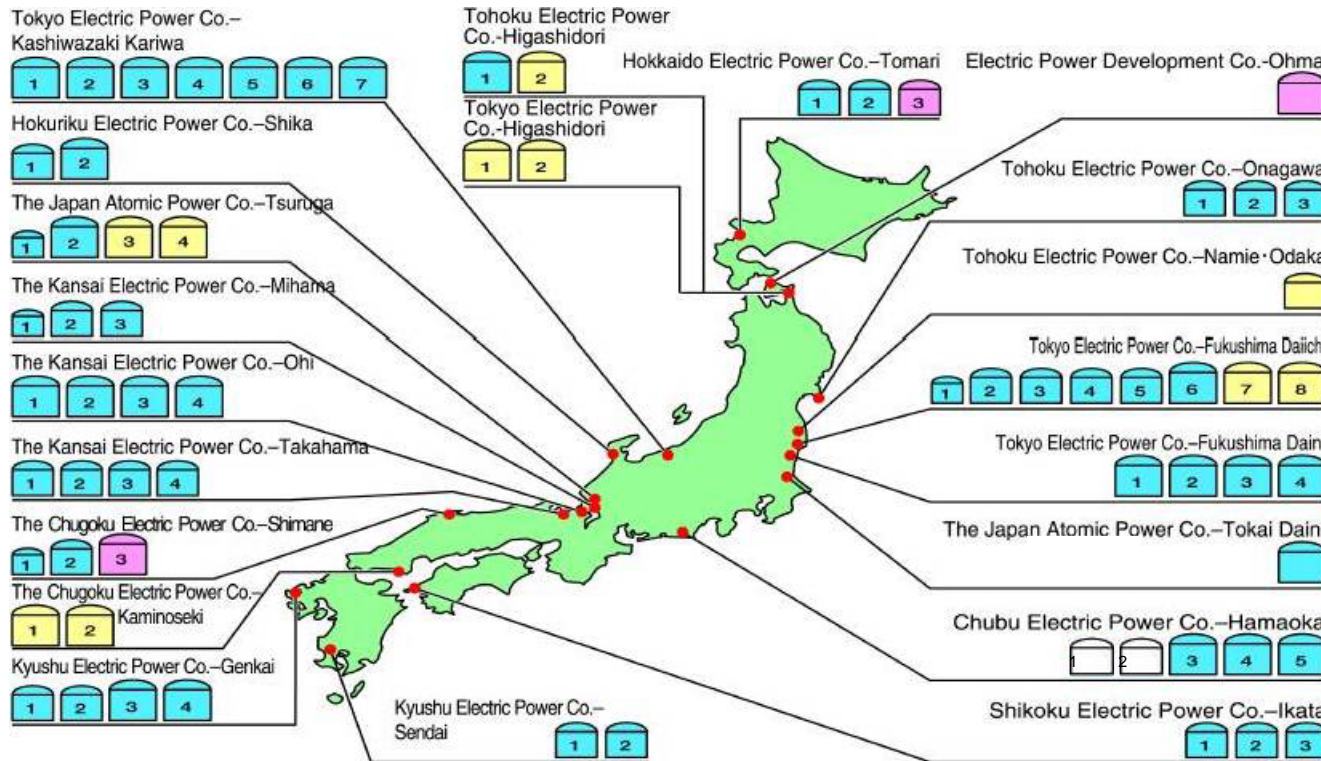 Tokyo Electric Power Co.–
Kashiwazaki Kariwa
1 2 3 4 5 6 7
Hokuriku Electric Power Co.–Shika
1 2
The Japan Atomic Power Co.–Tsuruga
1 2 3 4
The Kansai Electric Power Co.–Mihama
1 2 3
The Kansai Electric Power Co.–Ohi
1 2 3 4
The Kansai Electric Power Co.–Takahama
1 2 3 4
The Chugoku Electric Power Co.–Shimane
1 2 3
The Chugoku Electric Power Co.–
Kaminoseki
1 2
Kyushu Electric Power Co.–Genkai
1 2 3 4
Tohoku Electric Power
Co.-Higashidori
1 2
Tokyo Electric Power
Co.-Higashidori
1 2
Hokkaido Electric Power Co.–Tomari
1 2 3
Kyushu Electric Power Co.–
Sendai
1 2
Electric Power Development Co.-Ohma
Tohoku Electric Power Co.–Onagawa
1 2 3
Tohoku Electric Power Co.–Namie·Odaka
Tokyo Electric Power Co.–Fukushima Daiich
1 2 3 4 5 6 7 8
Tokyo Electric Power Co.–Fukushima Dain
1 2 3 4
The Japan Atomic Power Co.–Tokai Dain
Chubu Electric Power Co.–Hamaoka
1 2 3 4 5
Shikoku Electric Power Co.–Ikata
1 2 3